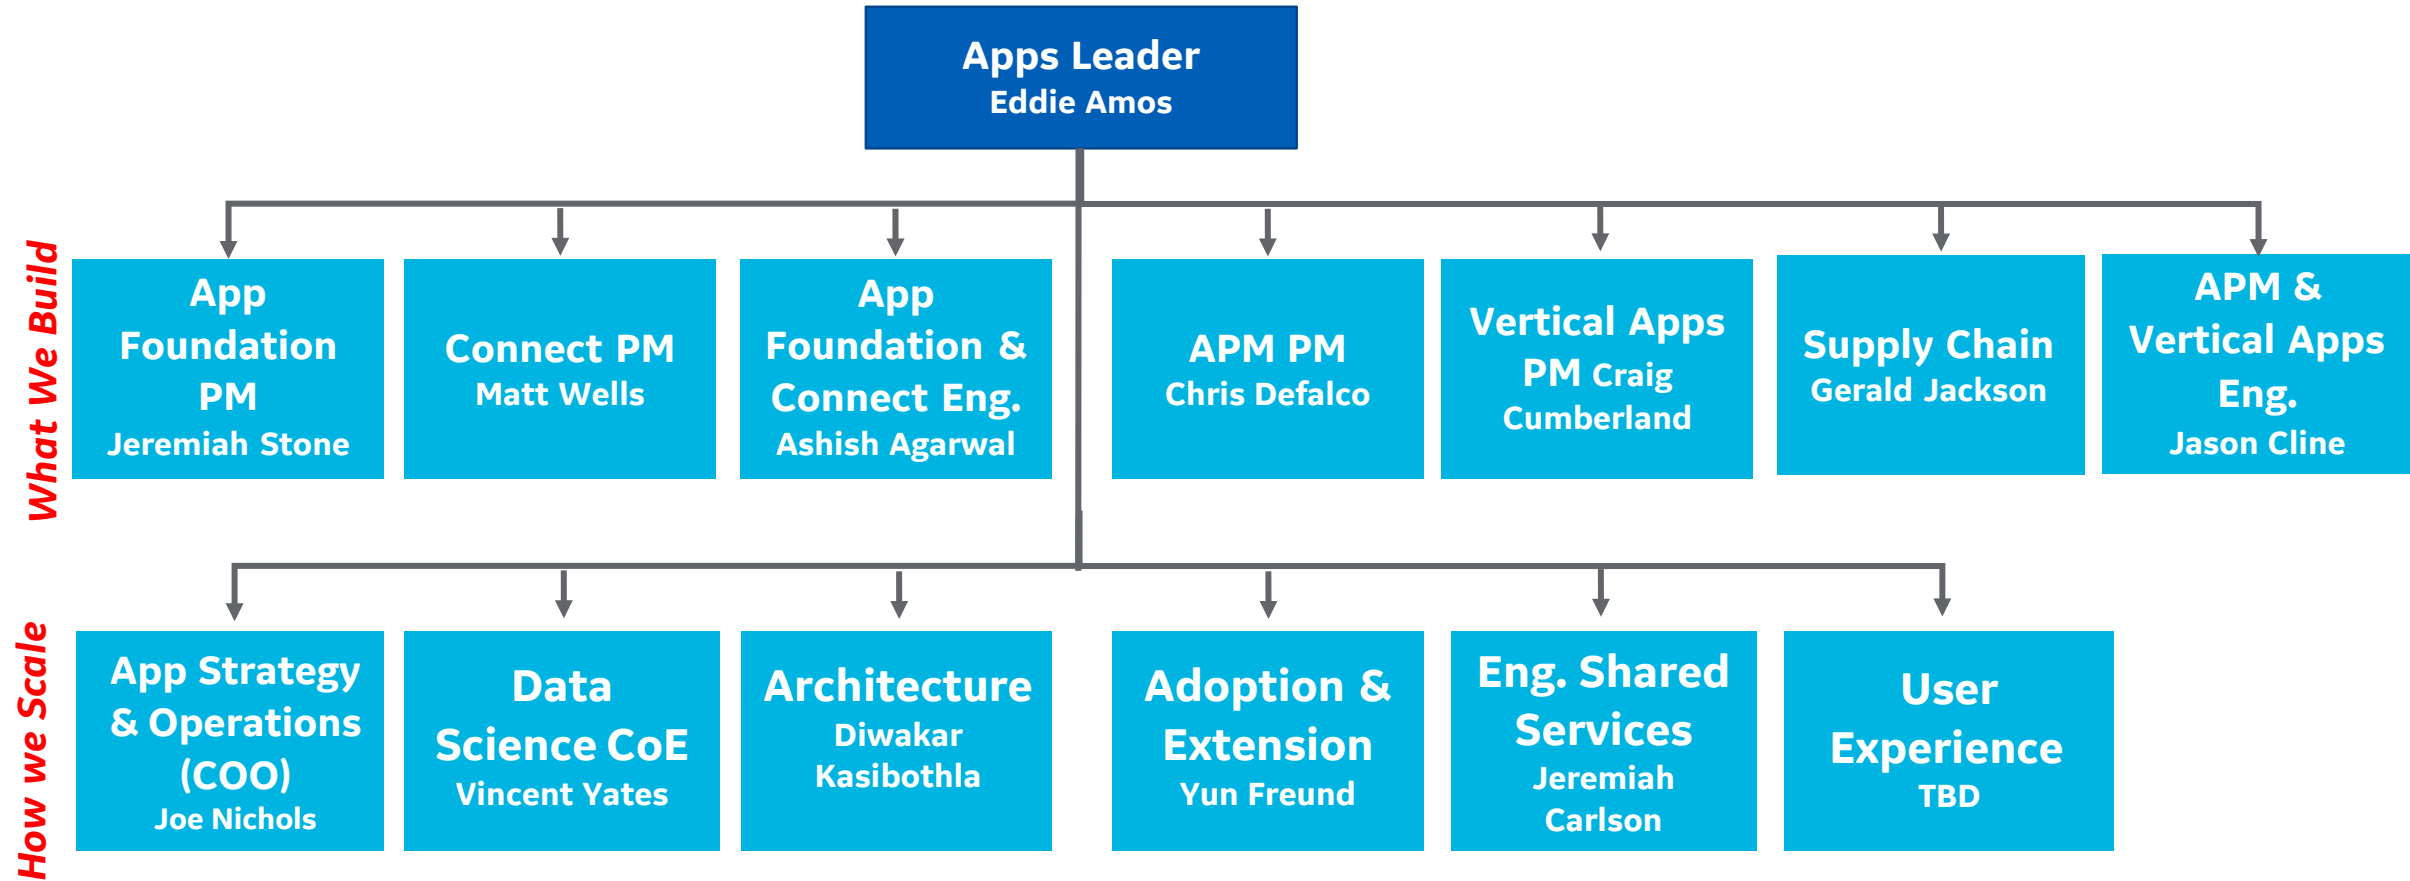 Apps Leader
Eddie Amos
What We Build
App
Foundation
PM
Jeremiah Stone
Connect PM
Matt Wells
App
Foundation &
Connect Eng.
Ashish Agarwal
APM PM
Chris Defalco
Vertical Apps
PM Craig
Cumberland
Supply Chain
Gerald Jackson
APM &
Vertical Apps
Eng.
Jason Cline
How we Scale
App Strategy
& Operations
(COO)
Joe Nichols
Data
Science CoE
Vincent Yates
Architecture
Diwakar
Kasibothla
Adoption &
Extension
Yun Freund
Eng. Shared
Services
Jeremiah
Carlson
User
Experience
TBD